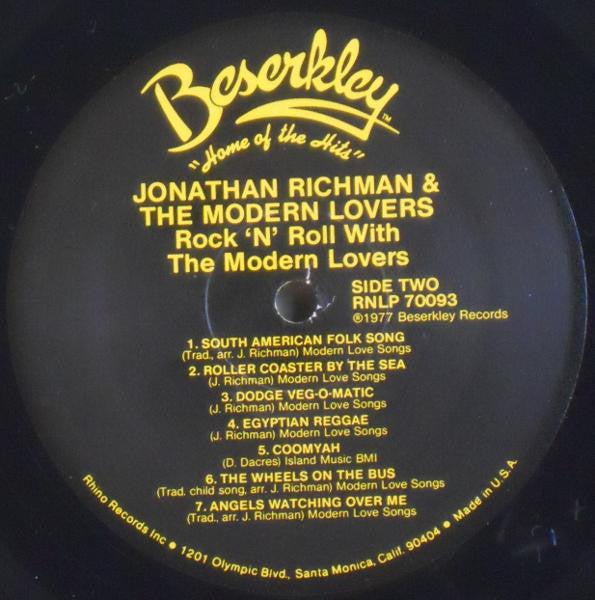 Beserkley TM
"Home of the Hits"
JONATHAN RICHMAN &
THE MODERN LOVERS
Rock 'N' Roll With
The Modern Lovers
SIDE TWO
RNLP 70093
℗1977 Beserkley Records
1. SOUTH AMERICAN FOLK SONG
(Trad., arr. J. Richman) Modern Love Songs
2. ROLLER COASTER BY THE SEA
(J. Richman) Modern Love Songs
3. DODGE VEG-O-MATIC
(J. Richman) Modern Love Songs
4. EGYPTIAN REGGAE
(J. Richman) Modern Love Songs
5. COOMYAH
(D. Dacres) Island Music BMI
6. THE WHEELS ON THE BUS
(Trad. child song, arr J. Richman) Modern Love Songs
7. ANGELS WATCHING OVER ME
(Trad., arr J. Richman) Modern Love Songs
Rhino Records Inc • 1201 Olympic Blvd., Santa Monica, Calif. 90404 • Made in U.S.A.